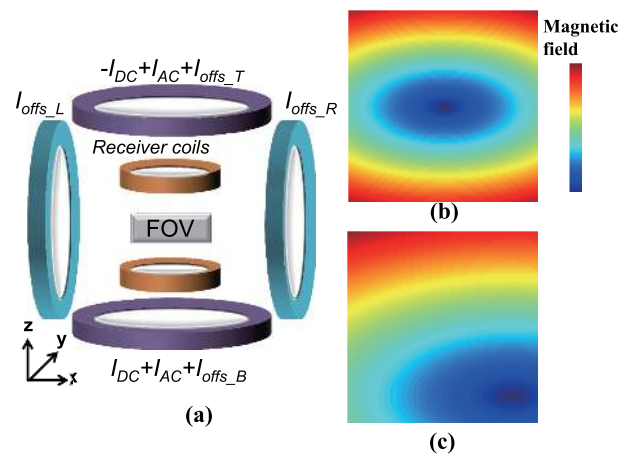 -I_DC+I_AC+I_offs_T
I_offs_L
I_offs_R
Receiver coils
FOV
z
y
x
I_DC+I_AC+I_offs_B
(a)
Magnetic
field
(b)
(c)